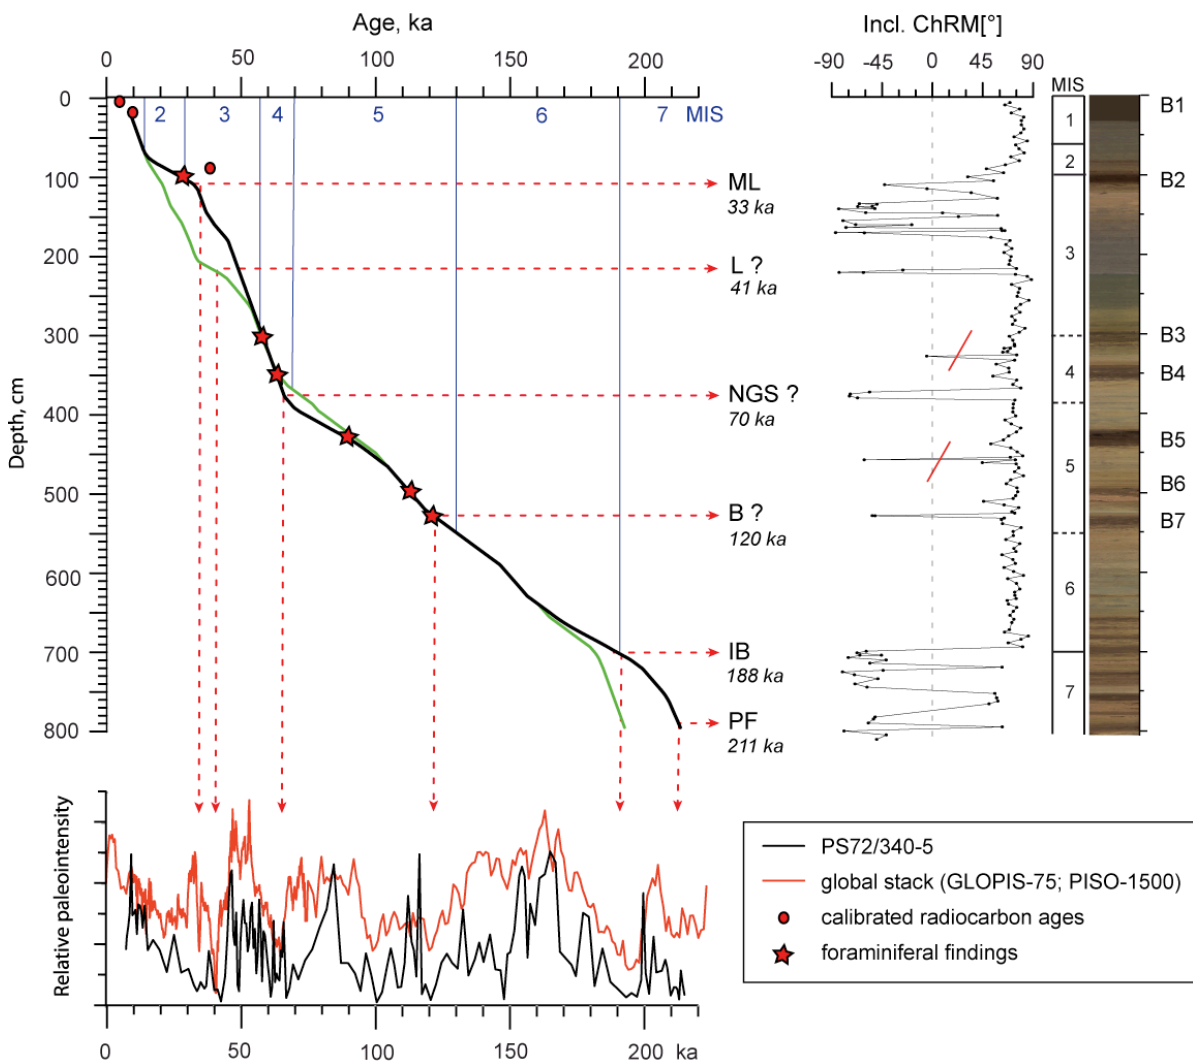 Age, ka
Incl. ChRM[°]
0 50 100 150 200
-90 -45 0 45 90
MIS
0
2 3 4 5 6 7 MIS
1 B1
2 B2
100
ML
33 ka
200
3
L ?
41 ka
300
B3
4 B4
NGS ?
70 ka
400
Depth, cm
B5
5
B6
500
B ?
120 ka
B7
600
6
700
IB
188 ka
7
PF
211 ka
800
Relative paleointensity
PS72/340-5
global stack (GLOPIS-75; PISO-1500)
calibrated radiocarbon ages
foraminiferal findings
0 50 100 150 200 ka